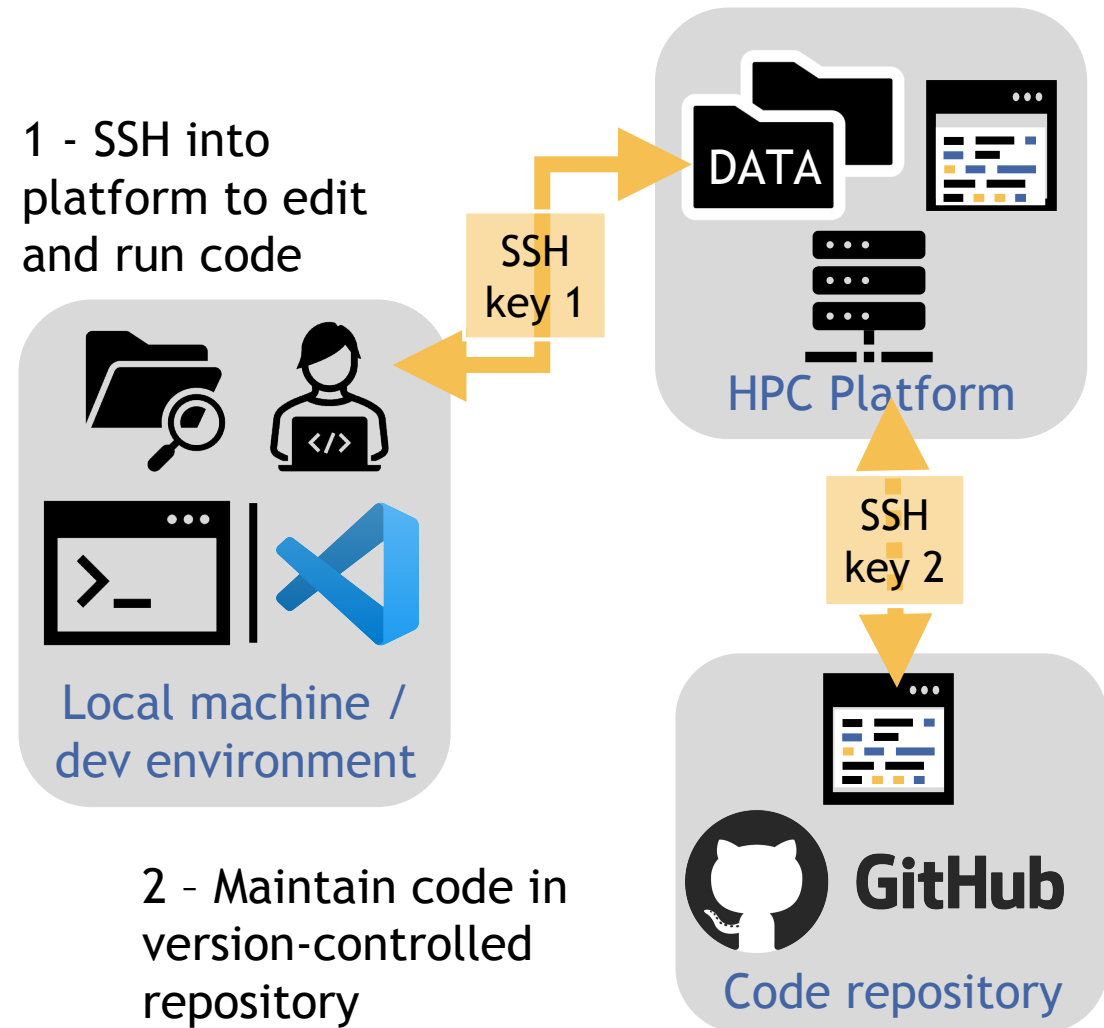 1 - SSH into
platform to edit
and run code
DATA
HPC Platform
SSH
key 1
</>
>_
Local machine /
dev environment
SSH
key 2
GitHub
Code repository
2 – Maintain code in
version-controlled
repository